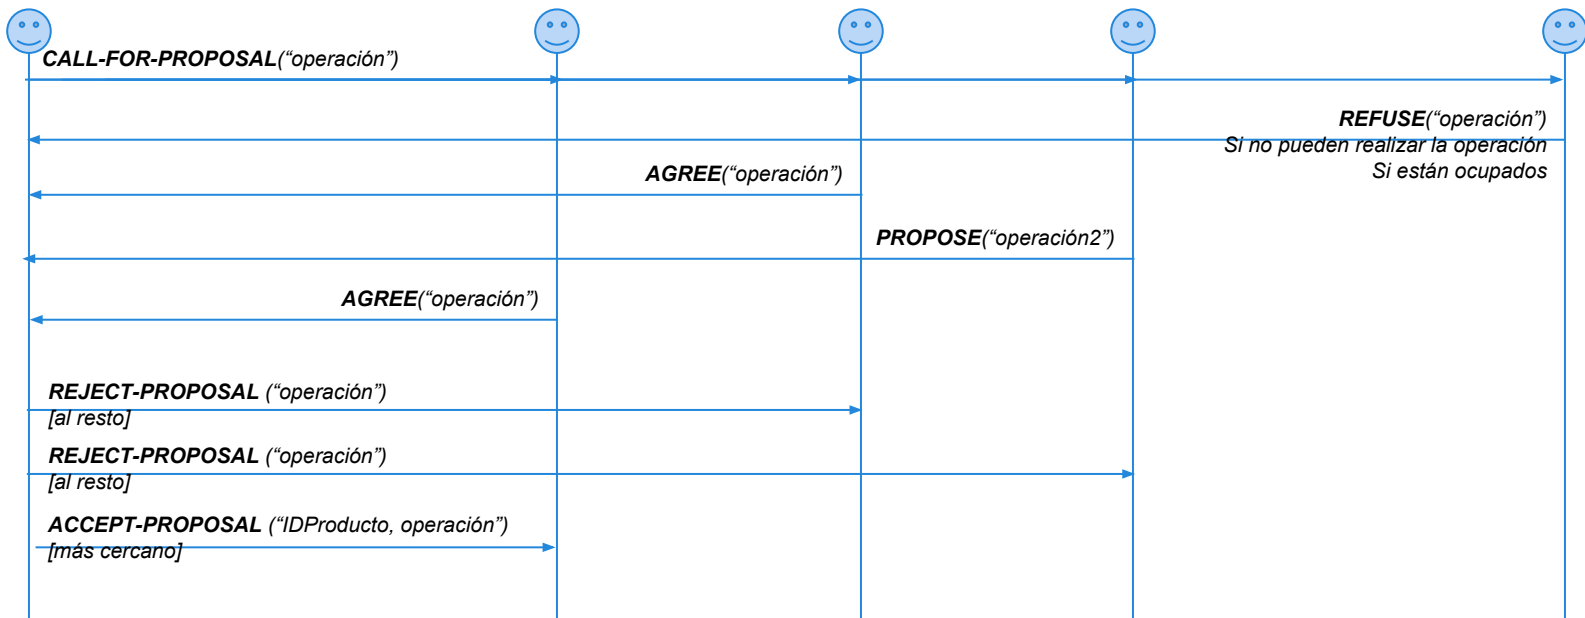 CALL-FOR-PROPOSAL(“operación”)
REFUSE(“operación”)
Si no pueden realizar la operación
Si están ocupados
AGREE(“operación”)
PROPOSE(“operación2”)
AGREE(“operación”)
REJECT-PROPOSAL (“operación”)
[al resto]
REJECT-PROPOSAL (“operación”)
[al resto]
ACCEPT-PROPOSAL (“IDProducto, operación”)
[más cercano]